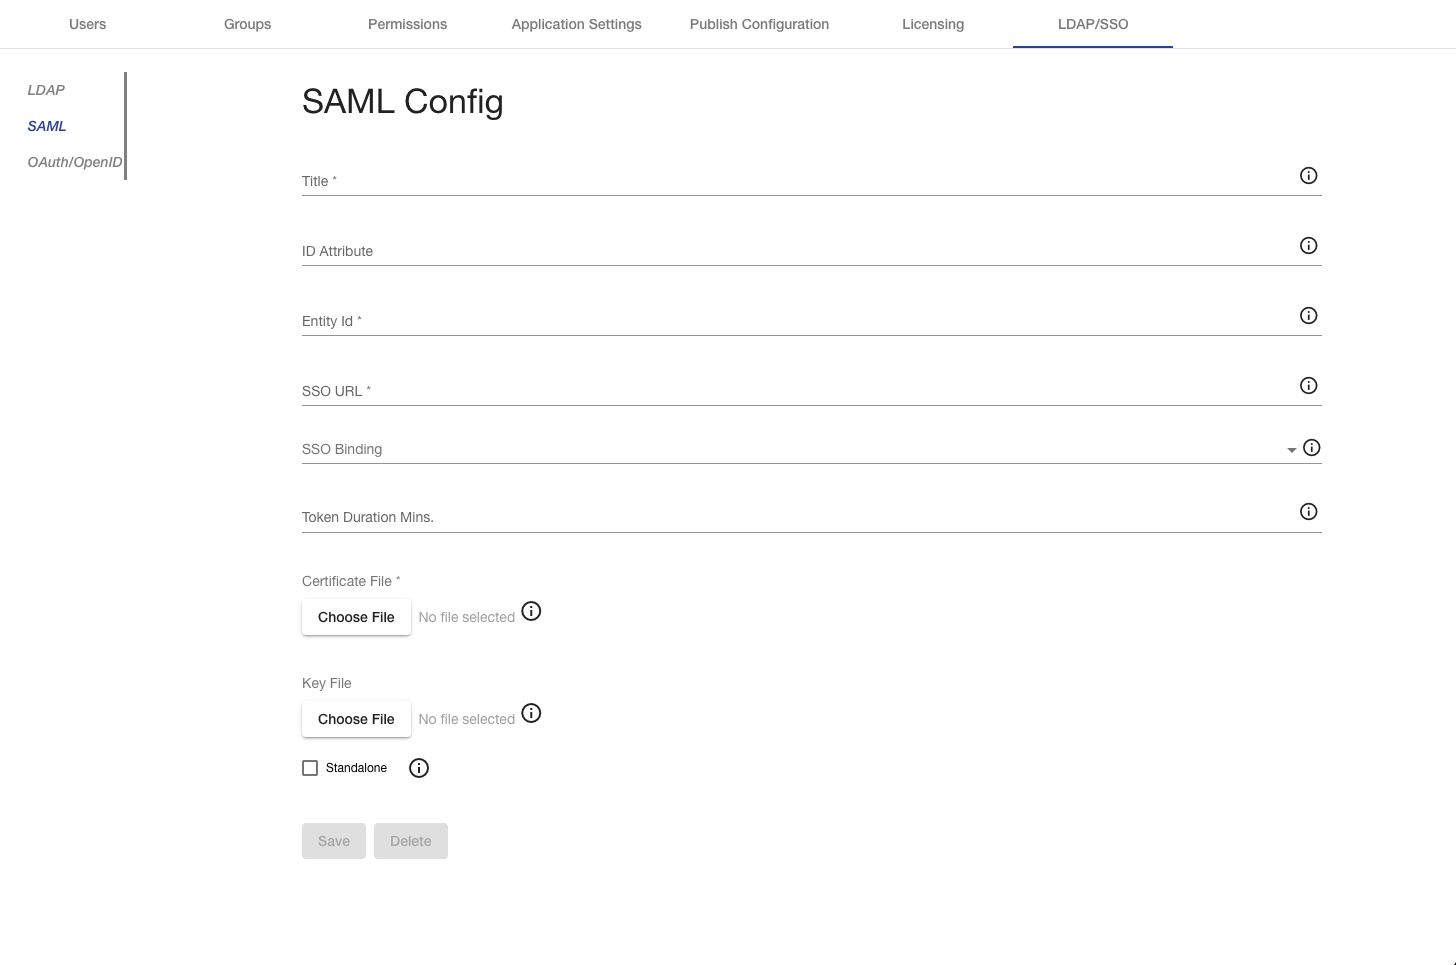 Users Groups Permissions Application Settings Publish Configuration Licensing LDAP/SSO
LDAP
SAML
OAuth/OpenID
SAML Config
Title *
ID Attribute
Entity Id *
SSO URL *
SSO Binding
Token Duration Mins.
Certificate File *
Choose File No file selected
Key File
Choose File No file selected
Standalone
Save Delete